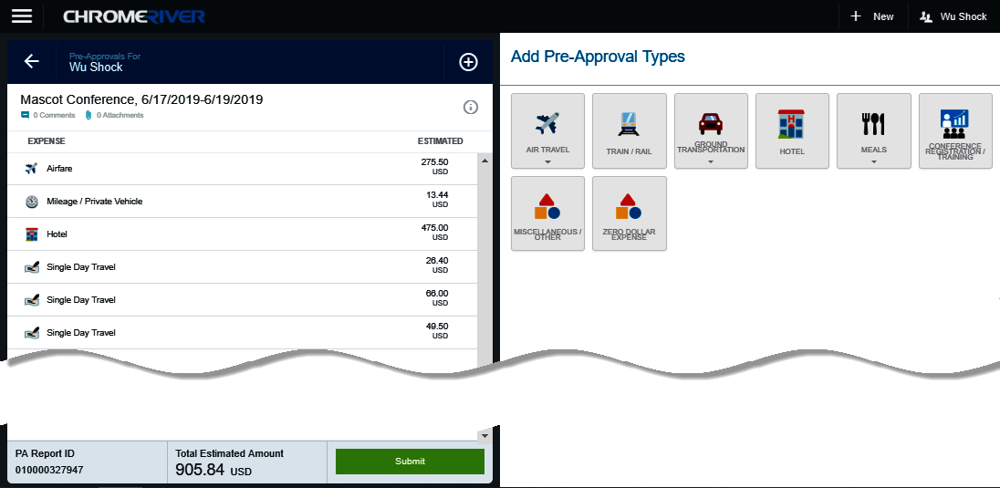 CHROMERIVER
New
Wu Shock
Pre-Approvals For
Wu Shock
Mascot Conference, 6/17/2019-6/19/2019
0 Comments 0 Attachments
EXPENSE ESTIMATED
Airfare 275.50
USD
Mileage / Private Vehicle 13.44
USD
Hotel 475.00
USD
Single Day Travel 26.40
USD
Single Day Travel 66.00
USD
Single Day Travel 49.50
USD
PA Report ID
010000327947
Total Estimated Amount
905.84 USD
Submit
Add Pre-Approval Types
AIR TRAVEL
TRAIN / RAIL
GROUND
TRANSPORTATION
H
HOTEL
MEALS
CONFERENCE
REGISTRATION /
TRAINING
MISCELLANEOUS /
OTHER
ZERO DOLLAR
EXPENSE